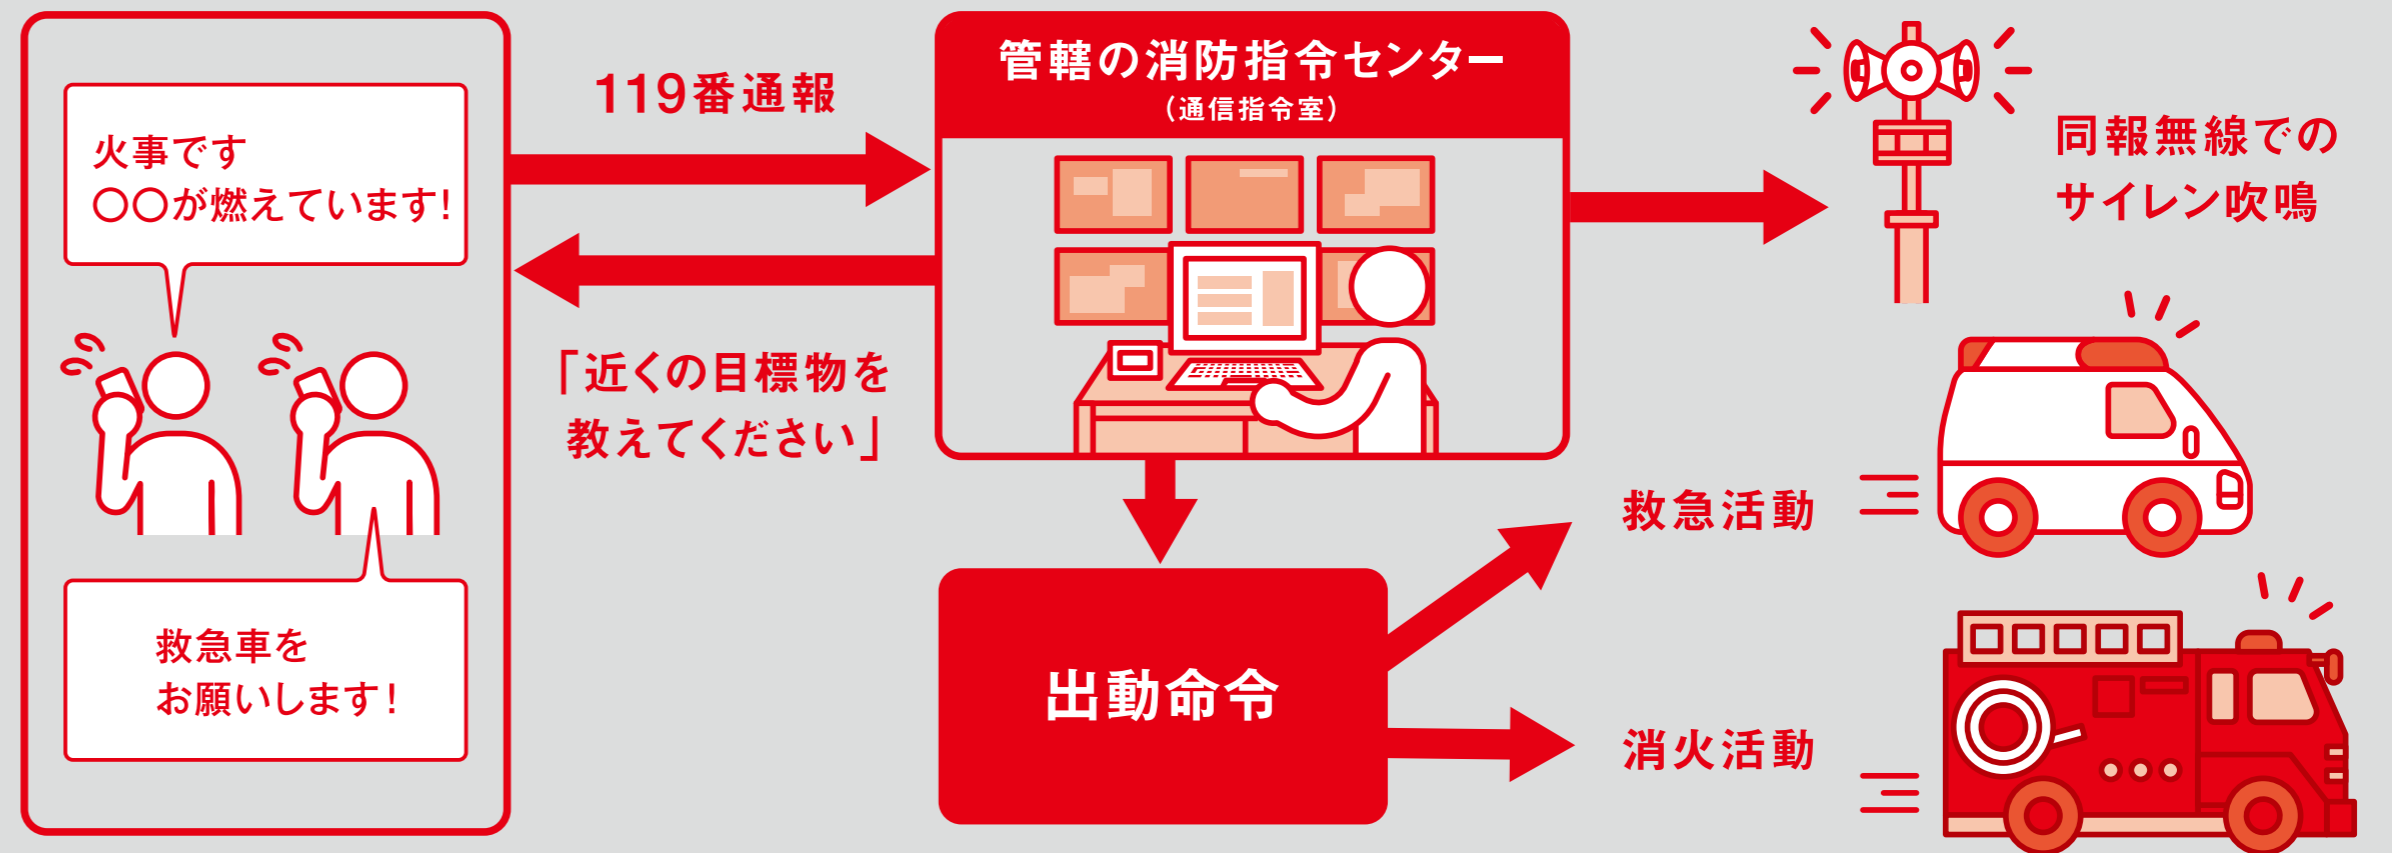 火事です
〇〇が燃えています!
救急車を
お願いします!
119番通報
「近くの目標物を
教えてください」
管轄の消防指令センター
(通信指令室)
出動命令
同報無線での
サイレン吹鳴
救急活動
消火活動